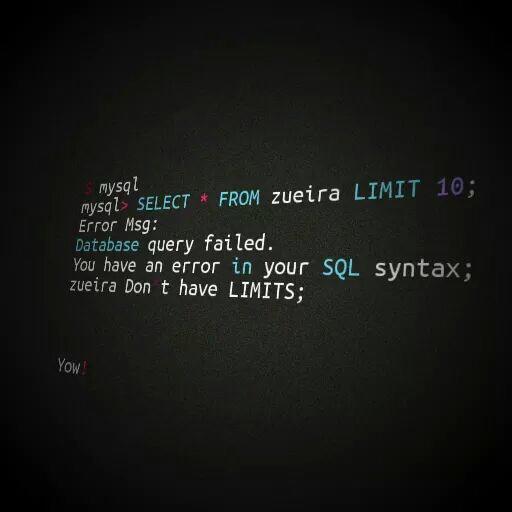 $ mysql
mysql> SELECT * FROM zueira LIMIT 10;
Error Msg:
Database query failed.
You have an error in your SQL syntax;
zueira Don't have LIMITS;
Yow!